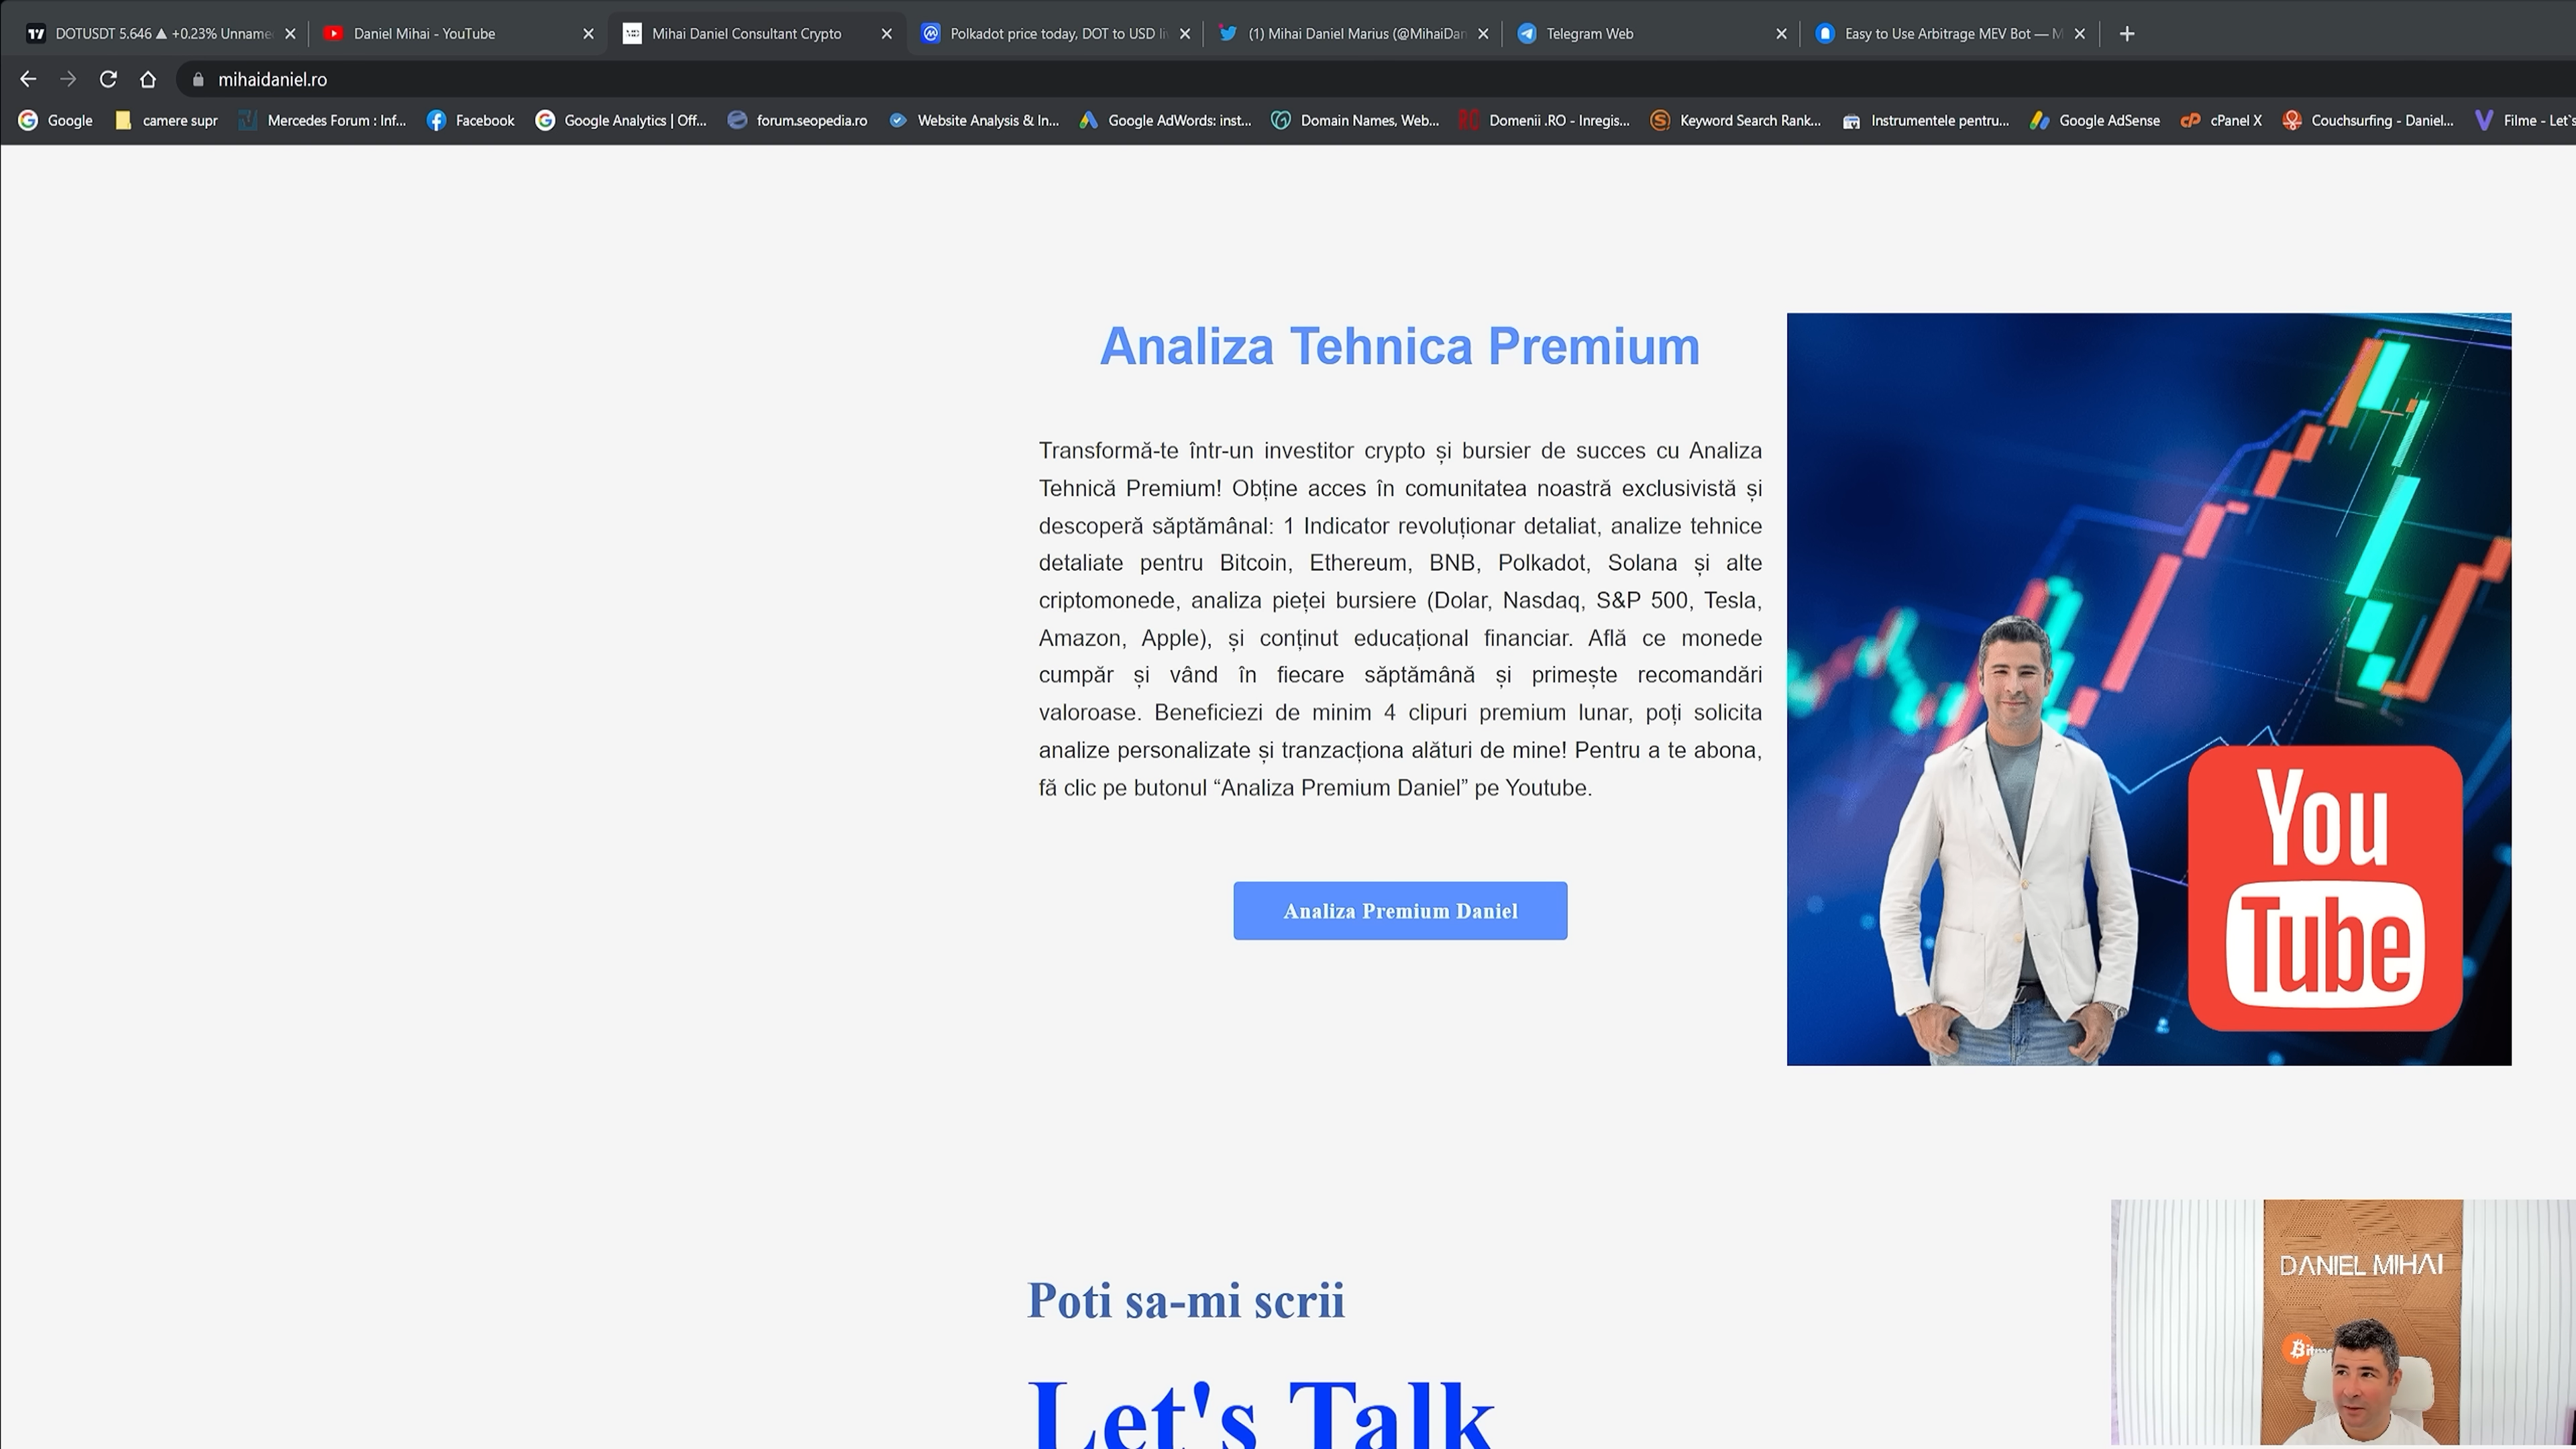 DOTUSDT 5.646 ▲ +0.23% Unname
Daniel Mihai - YouTube
Mihai Daniel Consultant Crypto
Polkadot price today, DOT to USD li
(1) Mihai Daniel Marius (@MihaiDan
Telegram Web
Easy to Use Arbitrage MEV Bot — M
mihaidaniel.ro
Google
camere supr
Mercedes Forum : Inf...
Facebook
Google Analytics | Off...
forum.seopedia.ro
Website Analysis & In...
Google AdWords: inst...
Domain Names, Web...
Domenii .RO - Inregis...
Keyword Search Rank...
Instrumentele pentru...
Google AdSense
cPanel X
Couchsurfing - Daniel...
Filme - Let's
Analiza Tehnica Premium
Transformă-te într-un investitor crypto și bursier de succes cu Analiza
Tehnică Premium! Obține acces în comunitatea noastră exclusivistă și
descoperă săptămânal: 1 Indicator revoluționar detaliat, analize tehnice
detaliate pentru Bitcoin, Ethereum, BNB, Polkadot, Solana și alte
criptomonede, analiza pieței bursiere (Dolar, Nasdaq, S&P 500, Tesla,
Amazon, Apple), și conținut educațional financiar. Află ce monede
cumpăr și vând în fiecare săptămână și primește recomandări
valoroase. Beneficiezi de minim 4 clipuri premium lunar, poți solicita
analize personalizate și tranzacționa alături de mine! Pentru a te abona,
fă clic pe butonul “Analiza Premium Daniel” pe Youtube.
Analiza Premium Daniel
You
Tube
Poti sa-mi scrii
Let's Talk
DANIEL MIHAI